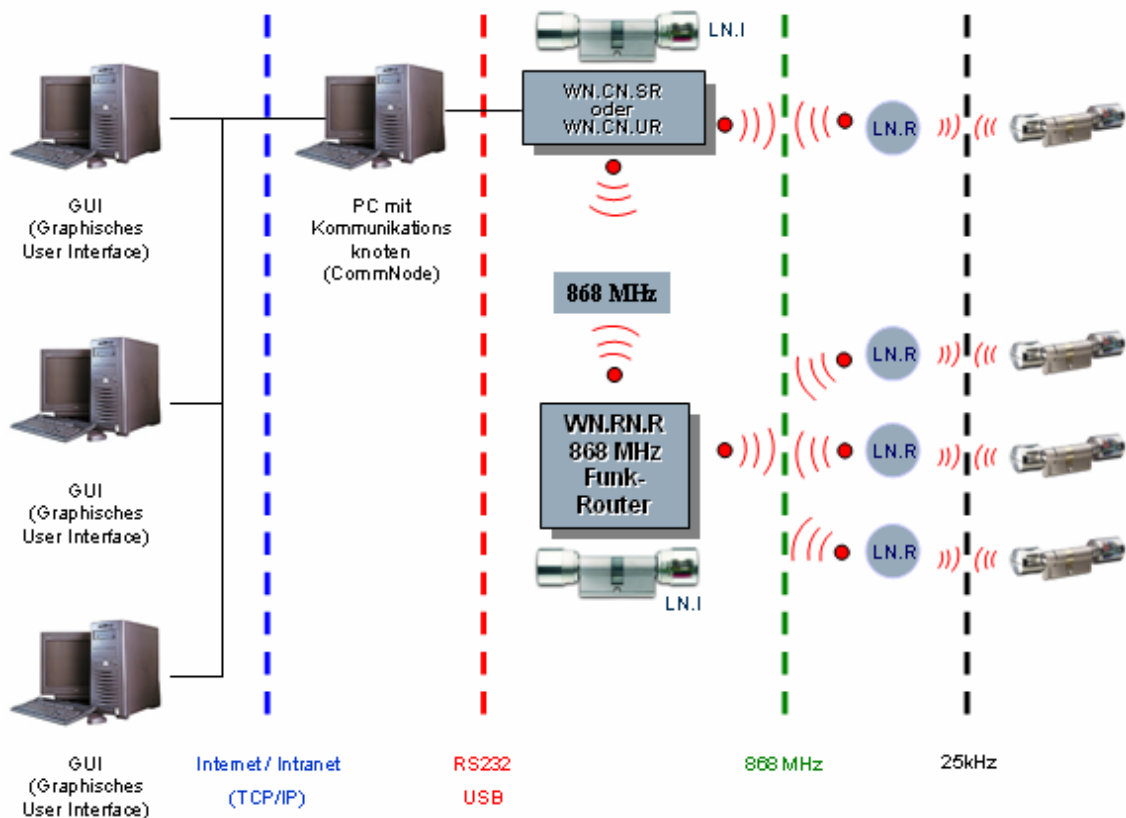 LN.I
WN.CN.SR
oder
WN.CN.UR
LN.R
GUI
(Graphisches
User Interface)
PC mit
Kommunikations
knoten
(CommNode)
868 MHz
LN.R
WN.RN.R
868 MHz
Funk-
Router
LN.R
GUI
(Graphisches
User Interface)
LN.R
LN.I
GUI
(Graphisches
User Interface)
Internet / Intranet
(TCP/IP)
RS232
USB
868 MHz
25kHz